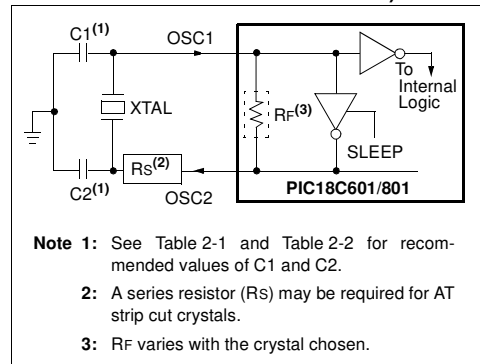 C1(1)
OSC1
To
Internal
Logic
XTAL
RF(3)
SLEEP
RS(2)
C2(1)
OSC2
PIC18C601/801
Note 1: See Table 2-1 and Table 2-2 for recom-
mended values of C1 and C2.
2: A series resistor (RS) may be required for AT
strip cut crystals.
3: RF varies with the crystal chosen.